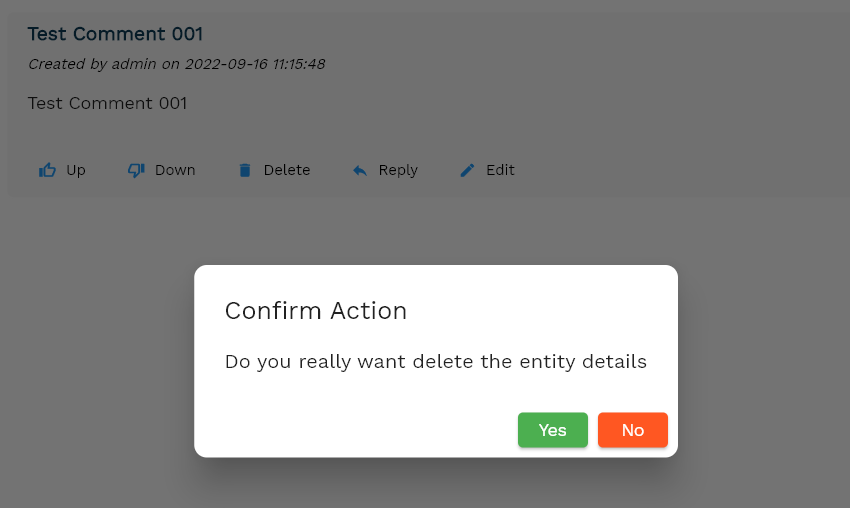 Test Comment 001
Created by admin on 2022-09-16 11:15:48
Test Comment 001
Up Down Delete Reply Edit
Confirm Action
Do you really want delete the entity details
Yes No